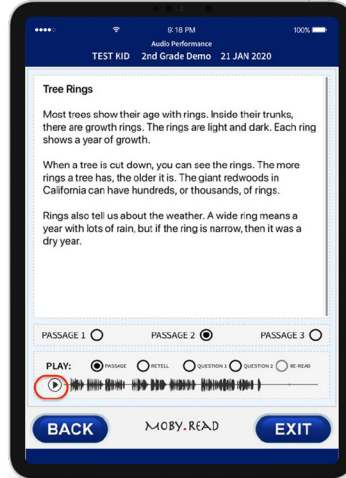 9:18 PM 100%
Audio Performance
TEST KID 2nd Grade Demo 21 JAN 2020
Tree Rings
Most trees show their age with rings. Inside their trunks,
there are growth rings. The rings are light and dark. Each ring
shows a year of growth.
When a tree is cut down, you can see the rings. The more
rings a tree has, the older it is. The giant redwoods in
California can have hundreds, or thousands, of rings.
Rings also tell us about the weather. A wide ring means a
year with lots of rain, but if the ring is narrow, then it was a
dry year.
PASSAGE 1 PASSAGE 2 PASSAGE 3
PLAY: PASSAGE RETELL QUESTION 1 QUESTION 2 RE-READ
BACK MOBY.READ EXIT